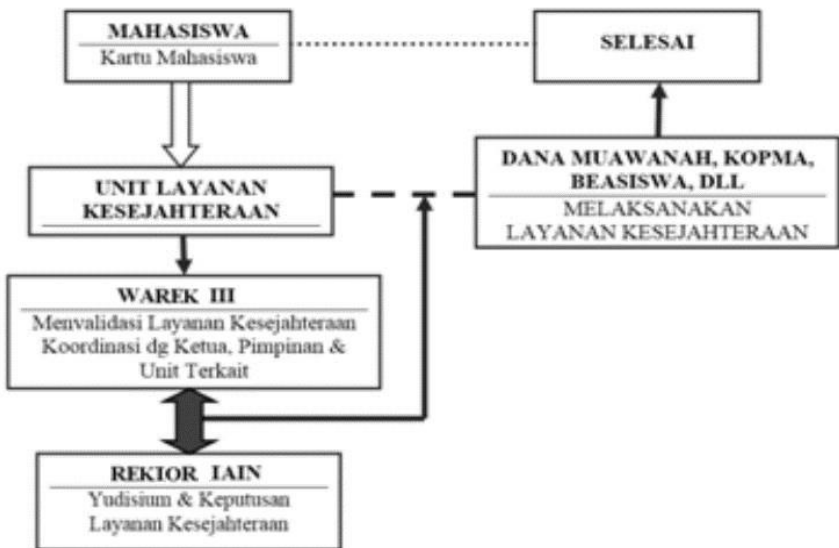 MAHASISWA
Kartu Mahasiswa
SELESAI
UNIT LAYANAN
KESEJAHTERAAN
DANA MUAWANAH, KOPMA,
BEASISWA, DLL
MELAKSANAKAN
LAYANAN KESEJAHTERAAN
WAREK III
Menvalidasi Layanan Kesejahteraan
Koordinasi dg Ketua, Pimpinan &
Unit Terkait
REKIOR IAIN
Yudisium & Keputusan
Layanan Kesejahteraan